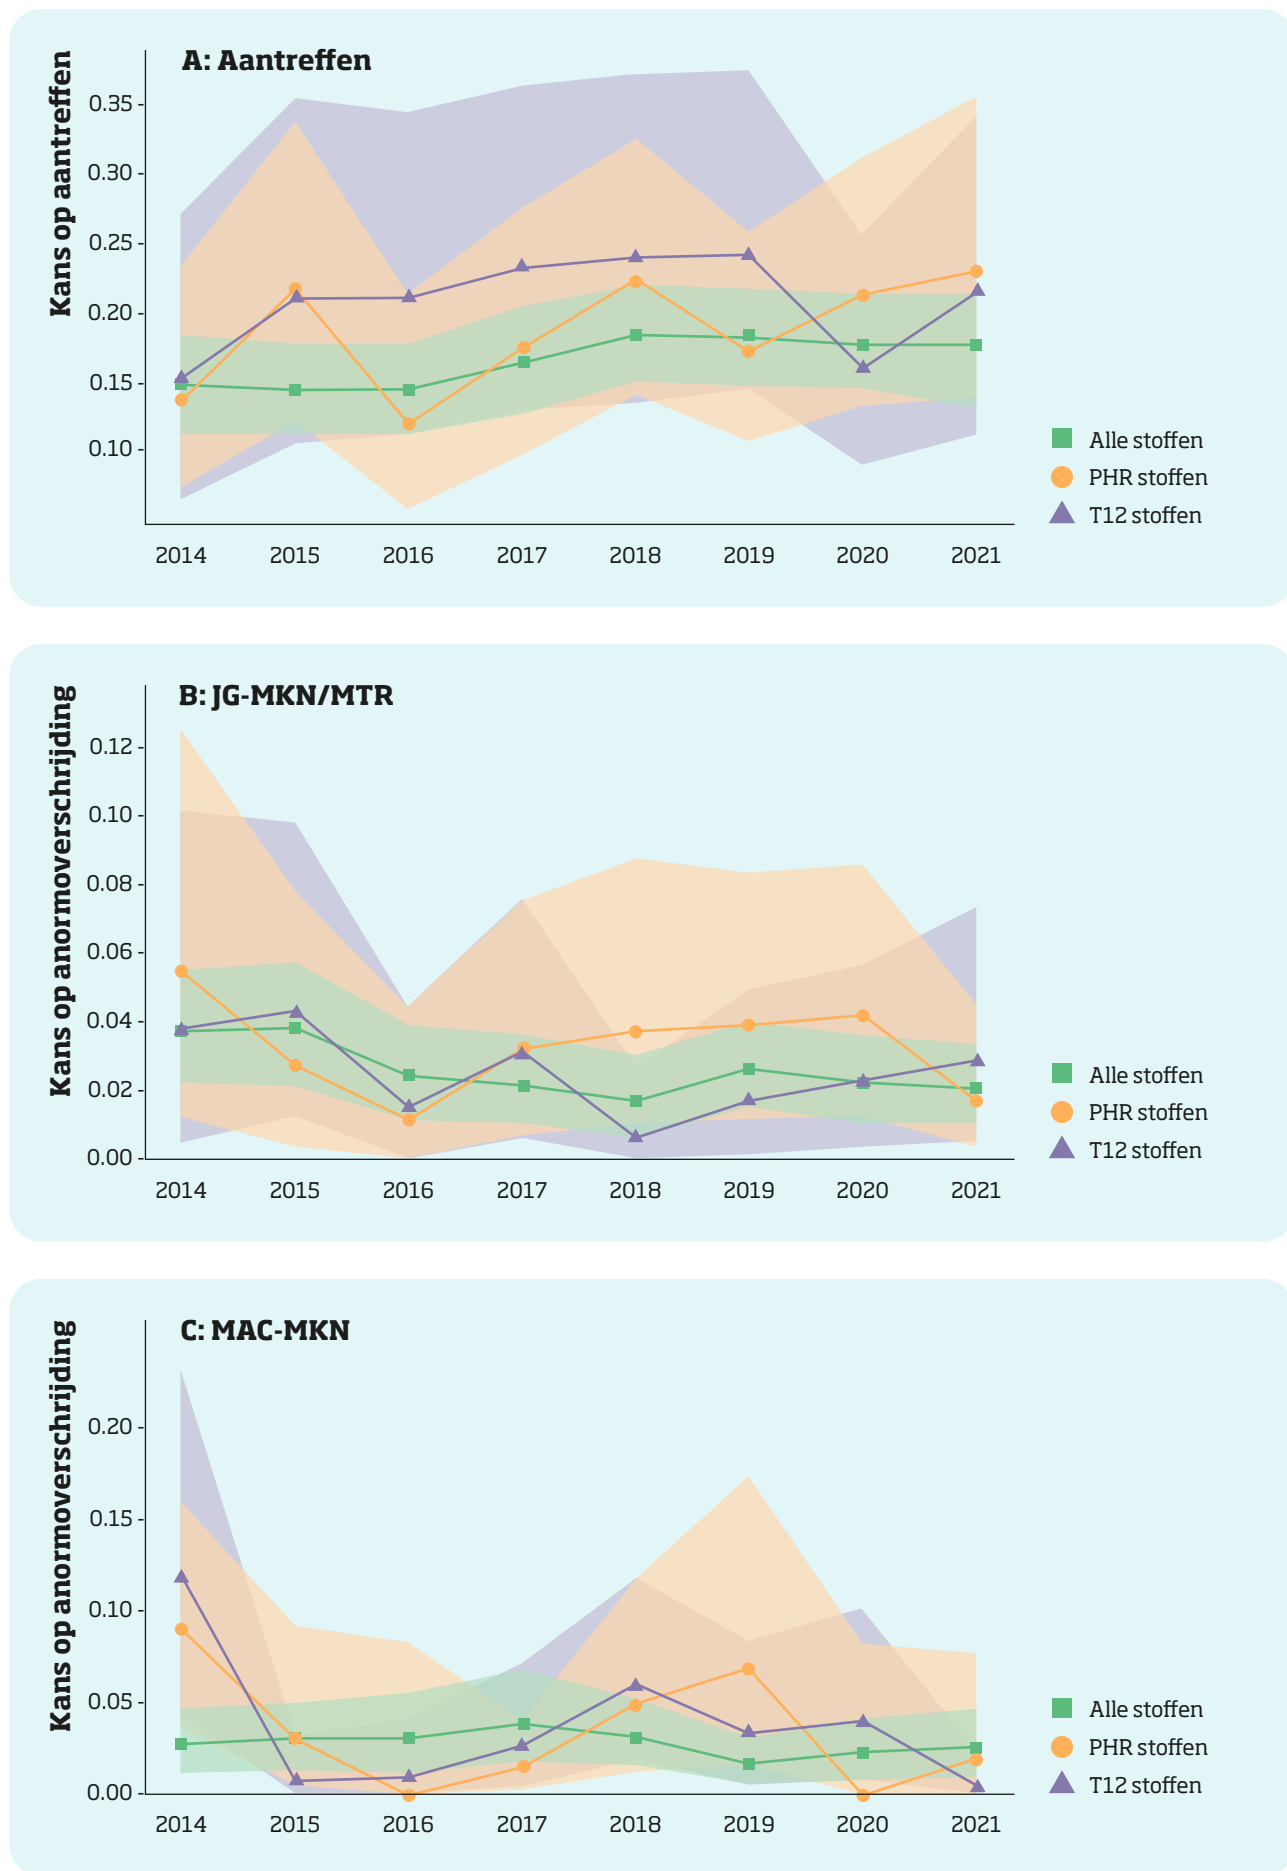 A: Aantreffen
Kans op aantreffen
0.35
0.30
0.25
0.20
0.15
0.10
2014 2015 2016 2017 2018 2019 2020 2021
Alle stoffen
PHR stoffen
T12 stoffen
B: JG-MKN/MTR
Kans op anormoverschrijding
0.12
0.10
0.08
0.06
0.04
0.02
0.00
2014 2015 2016 2017 2018 2019 2020 2021
Alle stoffen
PHR stoffen
T12 stoffen
C: MAC-MKN
Kans op anormoverschrijding
0.20
0.15
0.10
0.05
0.00
2014 2015 2016 2017 2018 2019 2020 2021
Alle stoffen
PHR stoffen
T12 stoffen